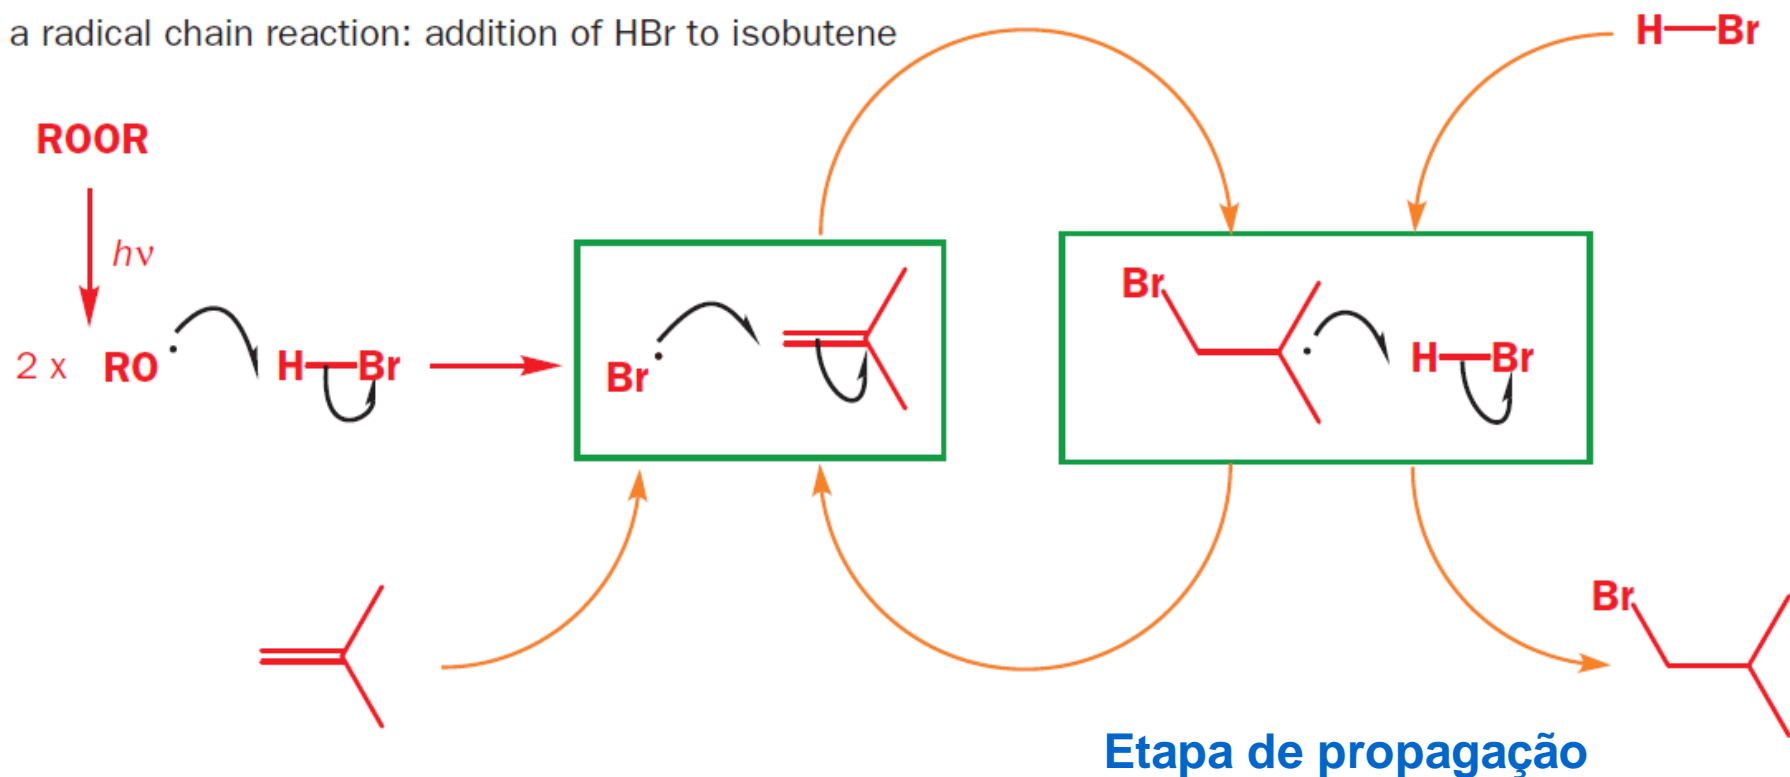 a radical chain reaction: addition of HBr to isobutene
H—Br
ROOR
hν
2 x RO• H—Br
Br•
Br
• H—Br
Br
Etapa de propagação